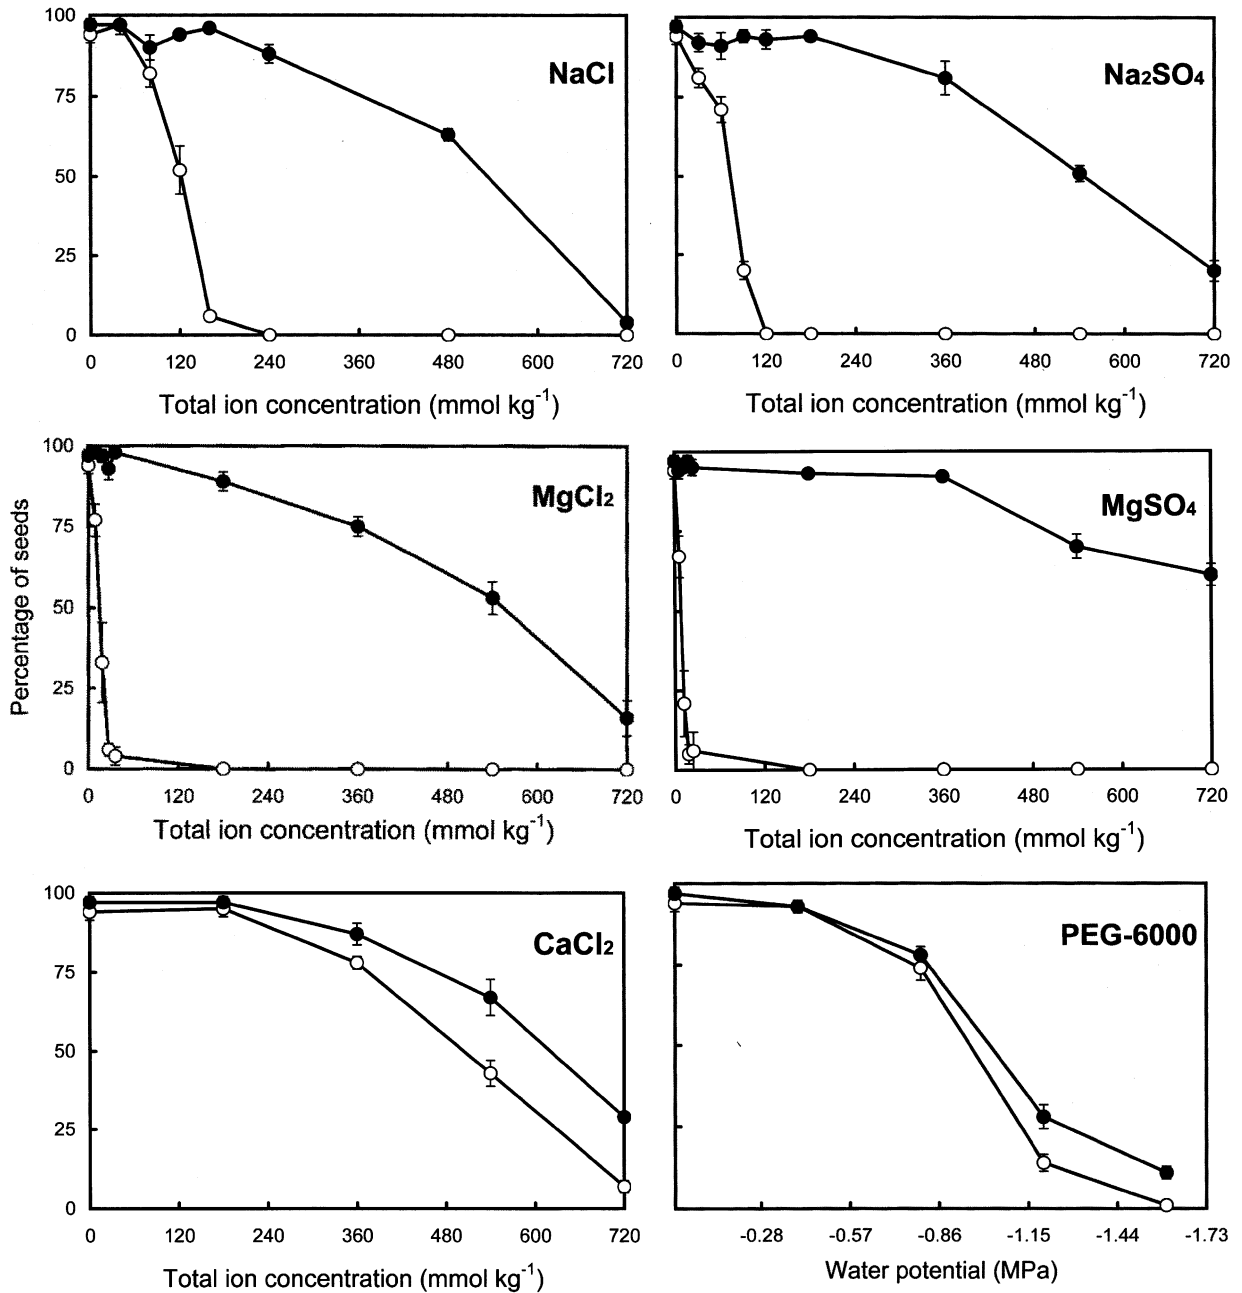 100
75
50
25
0
NaCl
0 120 240 360 480 600 720
Total ion concentration (mmol kg⁻¹)
Na₂SO₄
0 120 240 360 480 600 720
Total ion concentration (mmol kg⁻¹)
Percentage of seeds
100
75
50
25
0
MgCl₂
0 120 240 360 480 600 720
Total ion concentration (mmol kg⁻¹)
MgSO₄
0 120 240 360 480 600 720
Total ion concentration (mmol kg⁻¹)
100
75
50
25
0
CaCl₂
0 120 240 360 480 600 720
Total ion concentration (mmol kg⁻¹)
PEG-6000
-0.28 -0.57 -0.86 -1.15 -1.44 -1.73
Water potential (MPa)